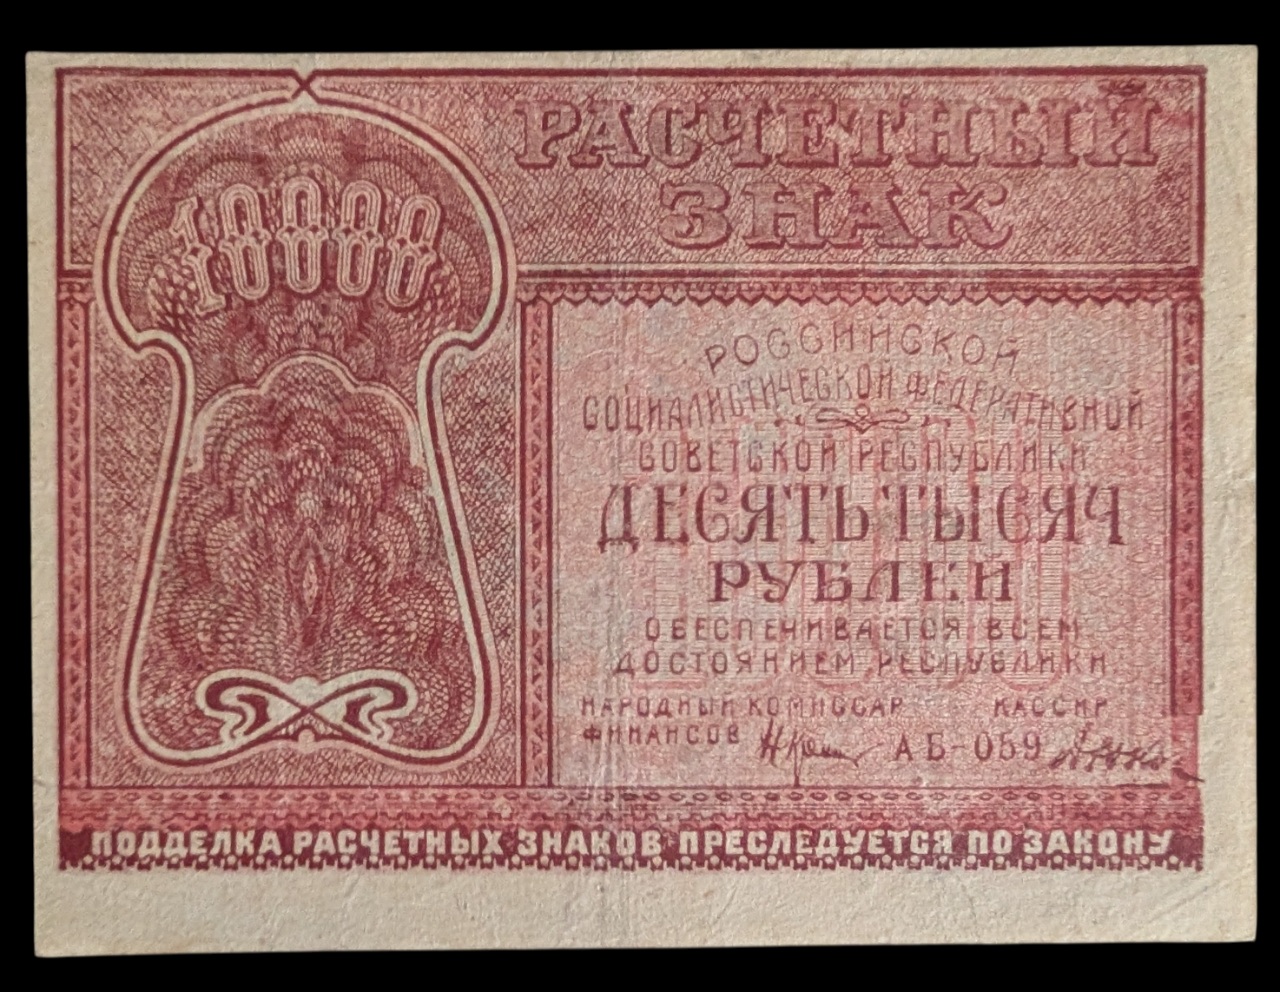 РАСЧЕТНЫЙ
ЗНАК
10000
РОССИЙСКОЙ
СОЦИАЛИСТИЧЕСКОЙ ФЕДЕРАТИВНОЙ
СОВЕТСКОЙ РЕСПУБЛИКИ
ДЕСЯТЬ ТЫСЯЧ
РУБЛЕЙ
ОБЕСПЕЧИВАЕТСЯ ВСЕМ
ДОСТОЯНИЕМ РЕСПУБЛИКИ
НАРОДНЫЙ КОМИССАР КАССИР
ФИНАНСОВ АБ-059
ПОДДЕЛКА РАСЧЕТНЫХ ЗНАКОВ ПРЕСЛЕДУЕТСЯ ПО ЗАКОНУ